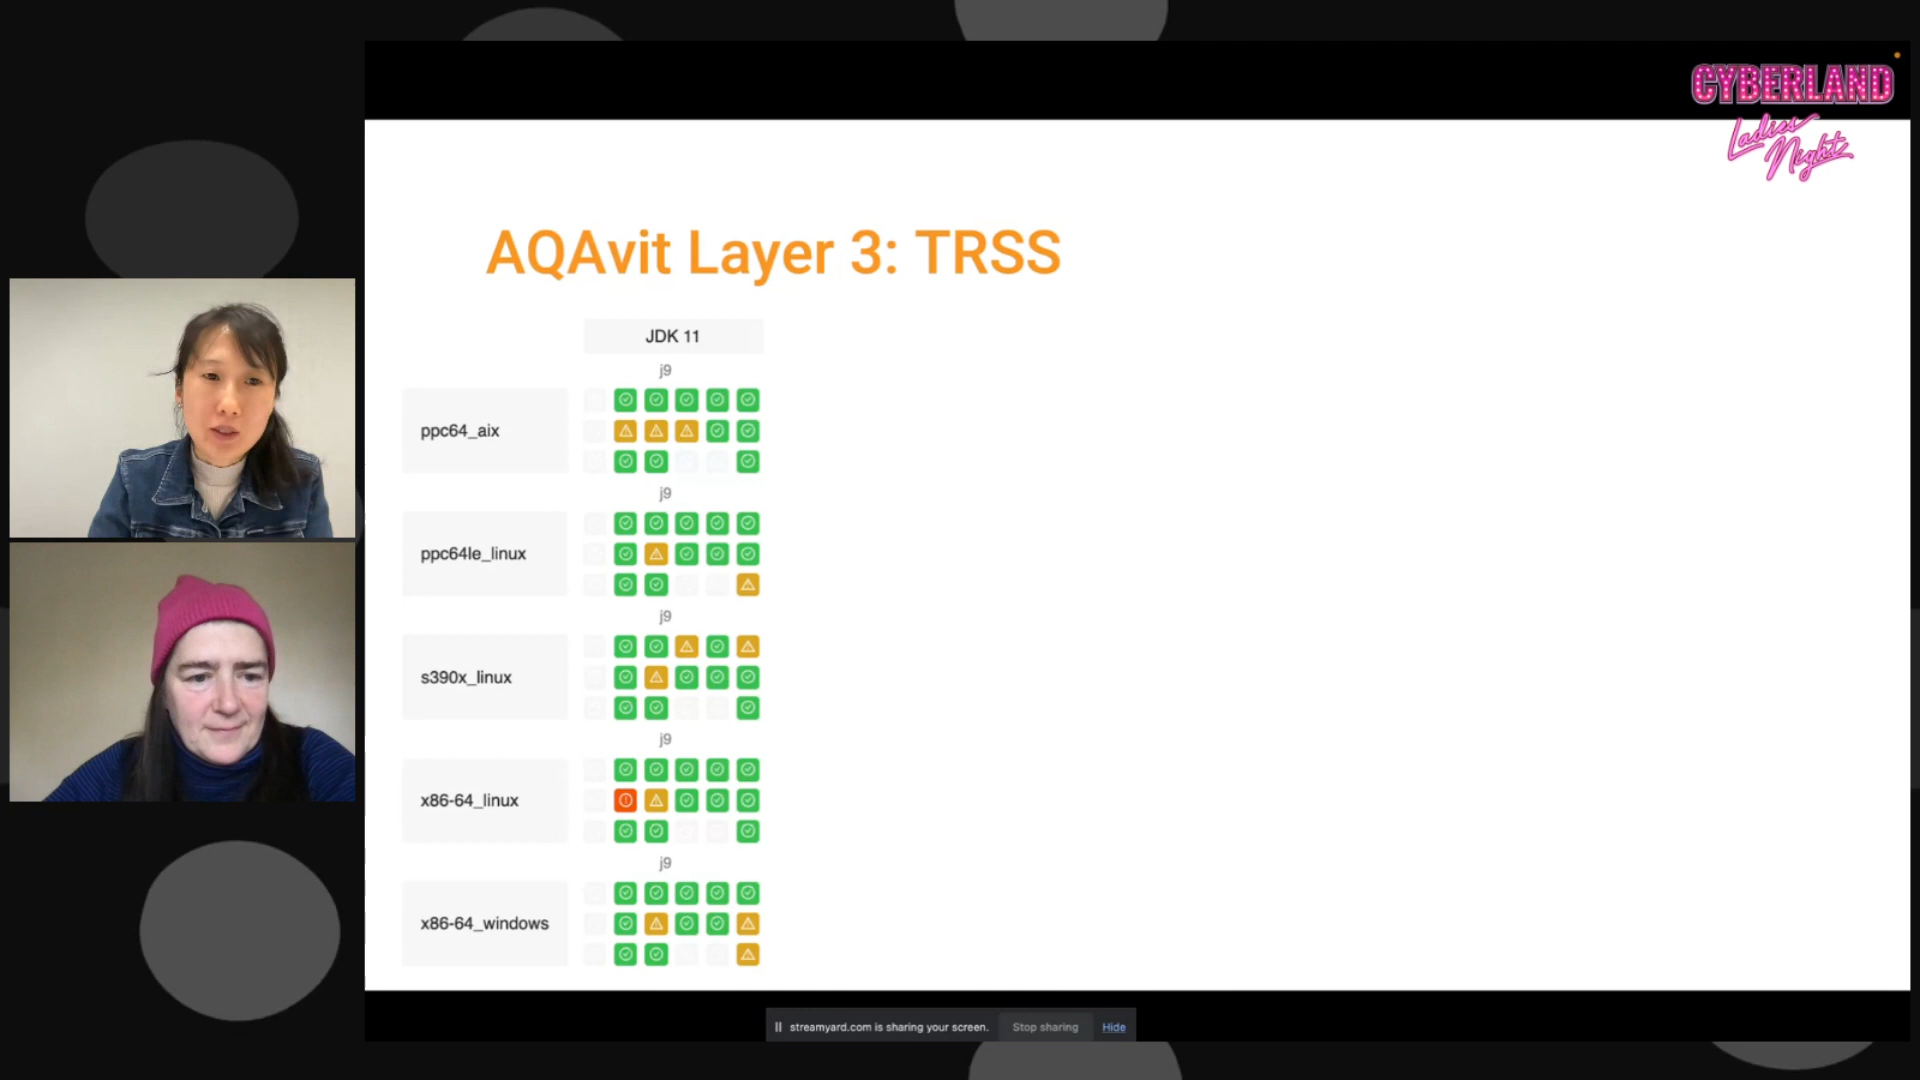 CYBERLAND
Ladies
Night
AQAvit Layer 3: TRSS
JDK 11
j9
ppc64_aix
j9
ppc64le_linux
j9
s390x_linux
j9
x86-64_linux
j9
x86-64_windows
streamyard.com is sharing your screen. Stop sharing Hide